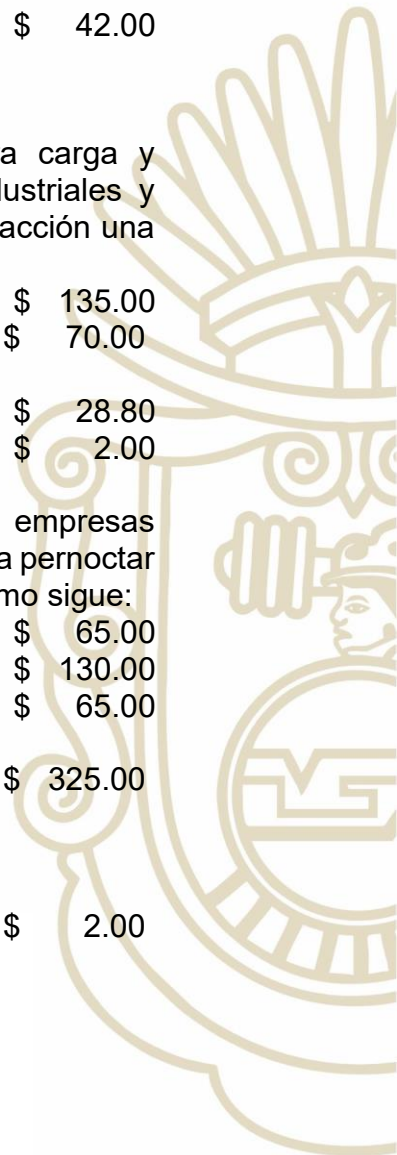 $ 42.00
a carga y
dustriales y
acción una
$ 135.00
$ 70.00
$ 28.80
$ 2.00
empresas
a pernoctar
mo sigue:
$ 65.00
$ 130.00
$ 65.00
$ 325.00
$ 2.00